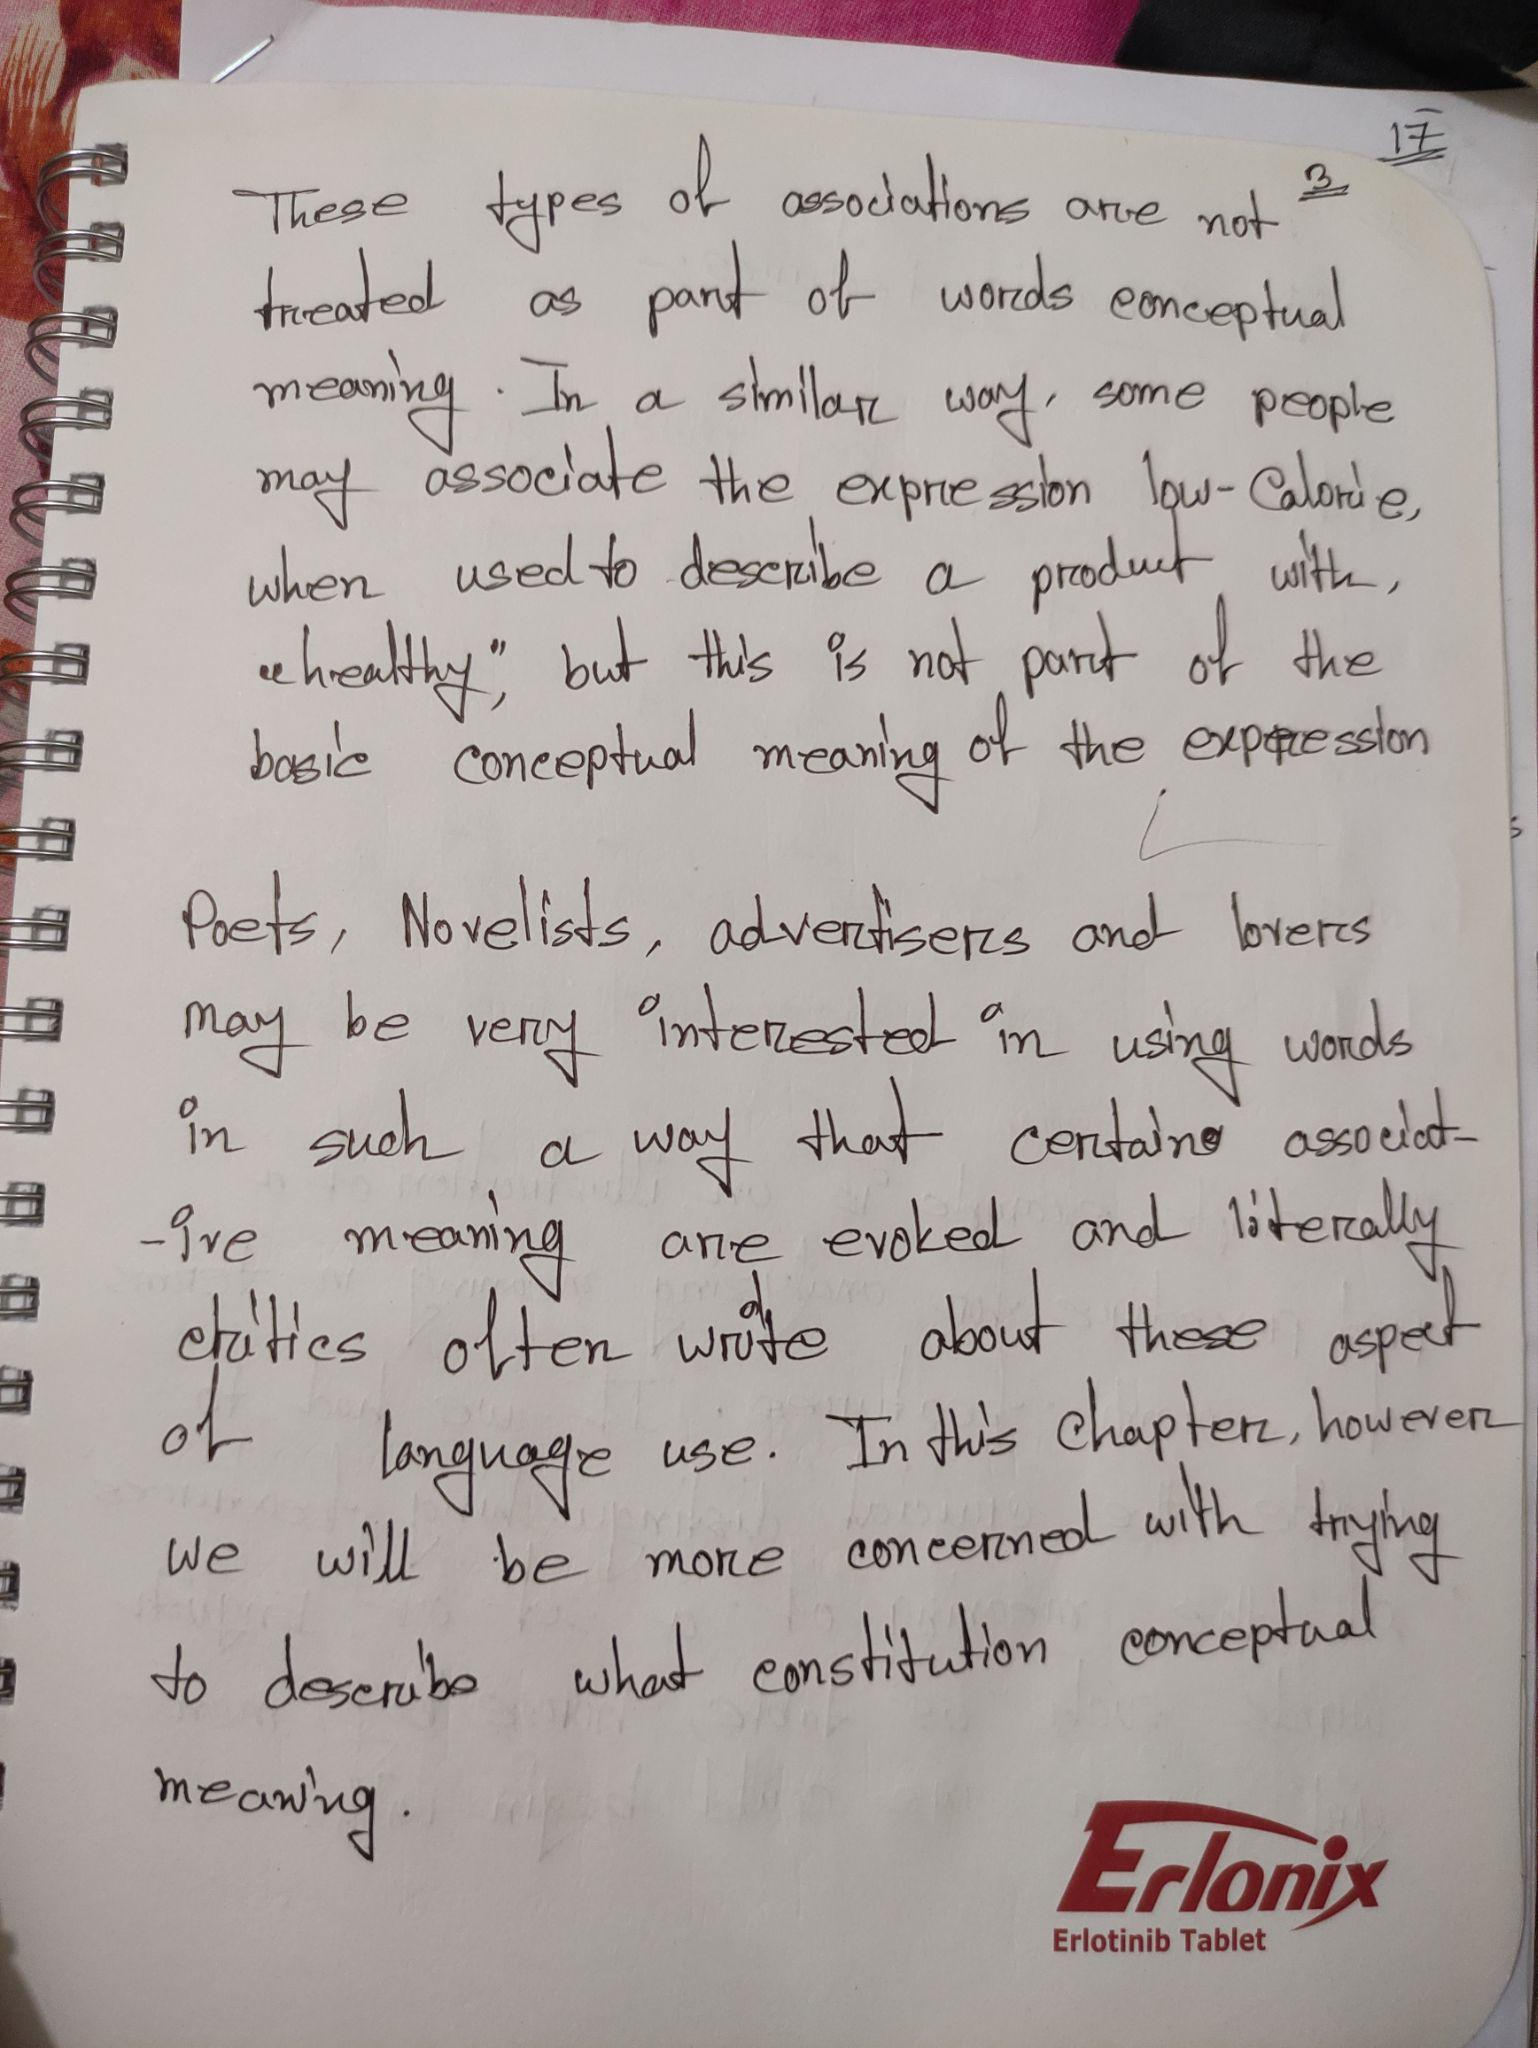 17
3
These types of associations are not
treated as part of words conceptual
meaning. In a similar way, some people
may associate the expression low-Calorie,
when used to describe a product with,
"healthy", but this is not part of the
basic conceptual meaning of the expression
Poets, Novelists, advertisers and lovers
may be very interested in using words
in such a way that certain associat-
-ive meaning are evoked and literally
critics often write about these aspect
of language use. In this Chapter, however
we will be more concerned with trying
to describe what constitution conceptual
meaning.
Erlonix
Erlotinib Tablet